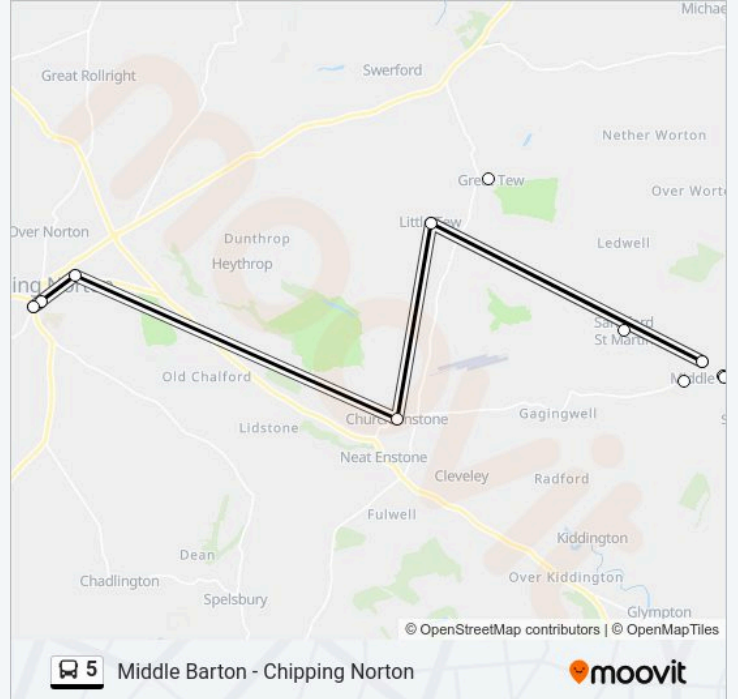 Michae
Great Rollright
Swerford
Nether Worton
Great Tew
Over Worto
Little Tew
Over Norton
Dunthrop
Ledwell
Heythrop
ing Norton
Sandford
St Martin
Old Chalford
Middle
Church Enstone
Gagingwell
Lidstone
Neat Enstone
Cleveley
Radford
Fulwell
Kiddington
Dean
Over Kiddington
Chadlington
Spelsbury
Glympton
© OpenStreetMap contributors | © OpenMapTiles
5 Middle Barton - Chipping Norton
moovit